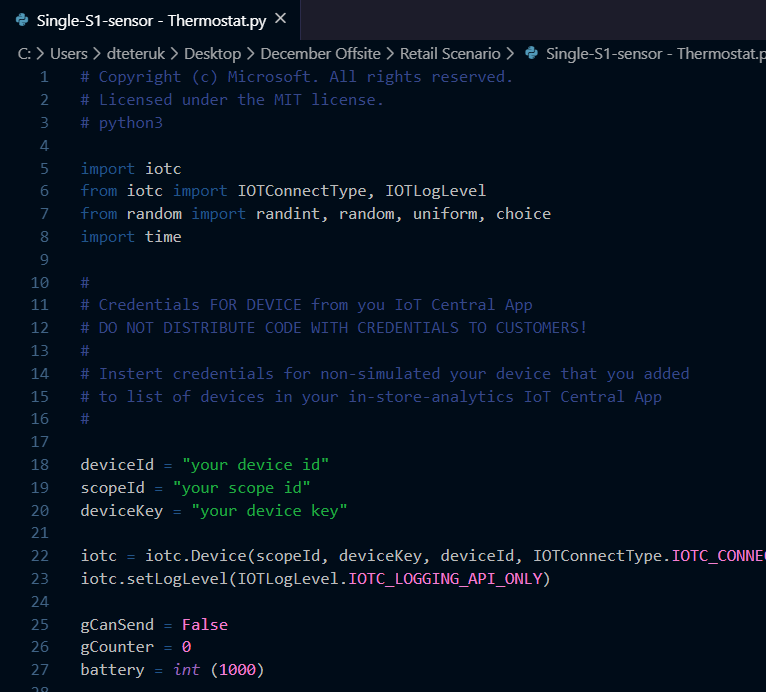 Single-S1-sensor - Thermostat.py ×
C: > Users > dteteruk > Desktop > December Offsite > Retail Scenario > Single-S1-sensor - Thermostat.p
1 # Copyright (c) Microsoft. All rights reserved.
2 # Licensed under the MIT license.
3 # python3
4
5 import iotc
6 from iotc import IOTConnectType, IOTLogLevel
7 from random import randint, random, uniform, choice
8 import time
9
10 #
11 # Credentials FOR DEVICE from you IoT Central App
12 # DO NOT DISTRIBUTE CODE WITH CREDENTIALS TO CUSTOMERS!
13 #
14 # Instert credentials for non-simulated your device that you added
15 # to list of devices in your in-store-analytics IoT Central App
16 #
17
18 deviceId = "your device id"
19 scopeId = "your scope id"
20 deviceKey = "your device key"
21
22 iotc = iotc.Device(scopeId, deviceKey, deviceId, IOTConnectType.IOTC_CONNE
23 iotc.setLogLevel(IOTLogLevel.IOTC_LOGGING_API_ONLY)
24
25 gCanSend = False
26 gCounter = 0
27 battery = int (1000)
28